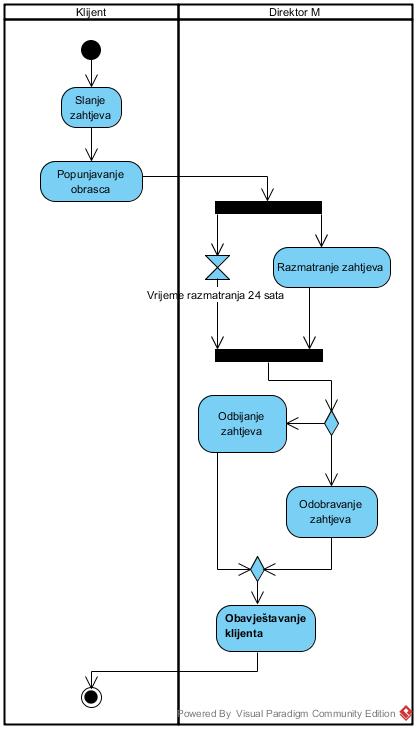 Klijent
Direktor M
Slanje
zahtjeva
Popunjavanje
obrasca
Razmatranje zahtjeva
Vrijeme razmatranja 24 sata
Odbijanje
zahtjeva
Odobravanje
zahtjeva
Obavještavanje
klijenta
Powered By Visual Paradigm Community Edition